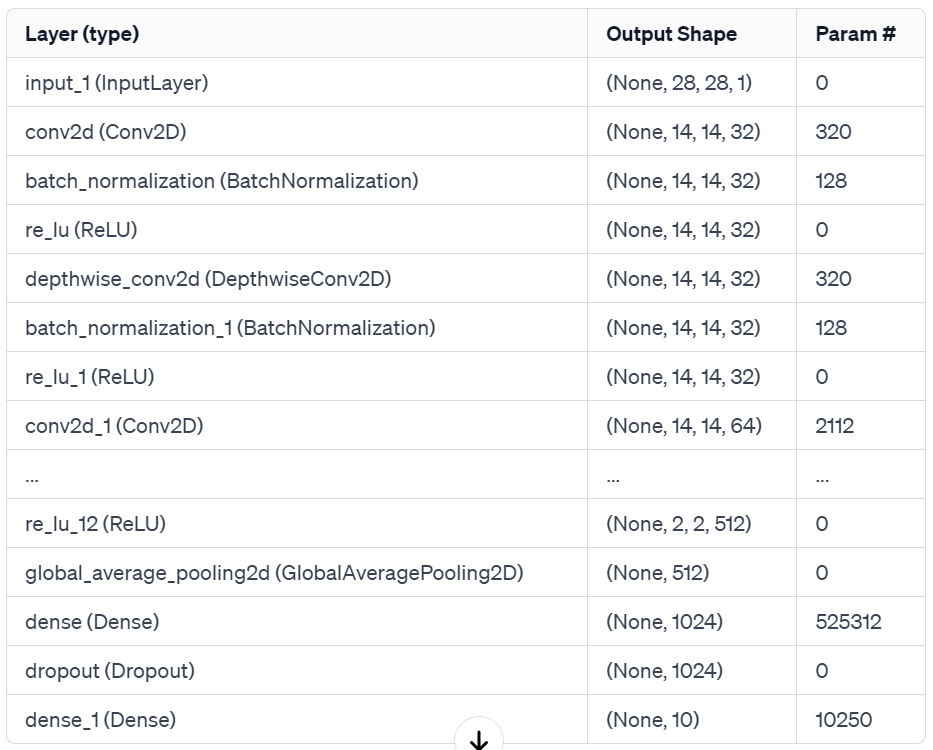 Layer (type) Output Shape Param #
input_1 (InputLayer) (None, 28, 28, 1) 0
conv2d (Conv2D) (None, 14, 14, 32) 320
batch_normalization (BatchNormalization) (None, 14, 14, 32) 128
re_lu (ReLU) (None, 14, 14, 32) 0
depthwise_conv2d (DepthwiseConv2D) (None, 14, 14, 32) 320
batch_normalization_1 (BatchNormalization) (None, 14, 14, 32) 128
re_lu_1 (ReLU) (None, 14, 14, 32) 0
conv2d_1 (Conv2D) (None, 14, 14, 64) 2112
... ... ...
re_lu_12 (ReLU) (None, 2, 2, 512) 0
global_average_pooling2d (GlobalAveragePooling2D) (None, 512) 0
dense (Dense) (None, 1024) 525312
dropout (Dropout) (None, 1024) 0
dense_1 (Dense) (None, 10) 10250